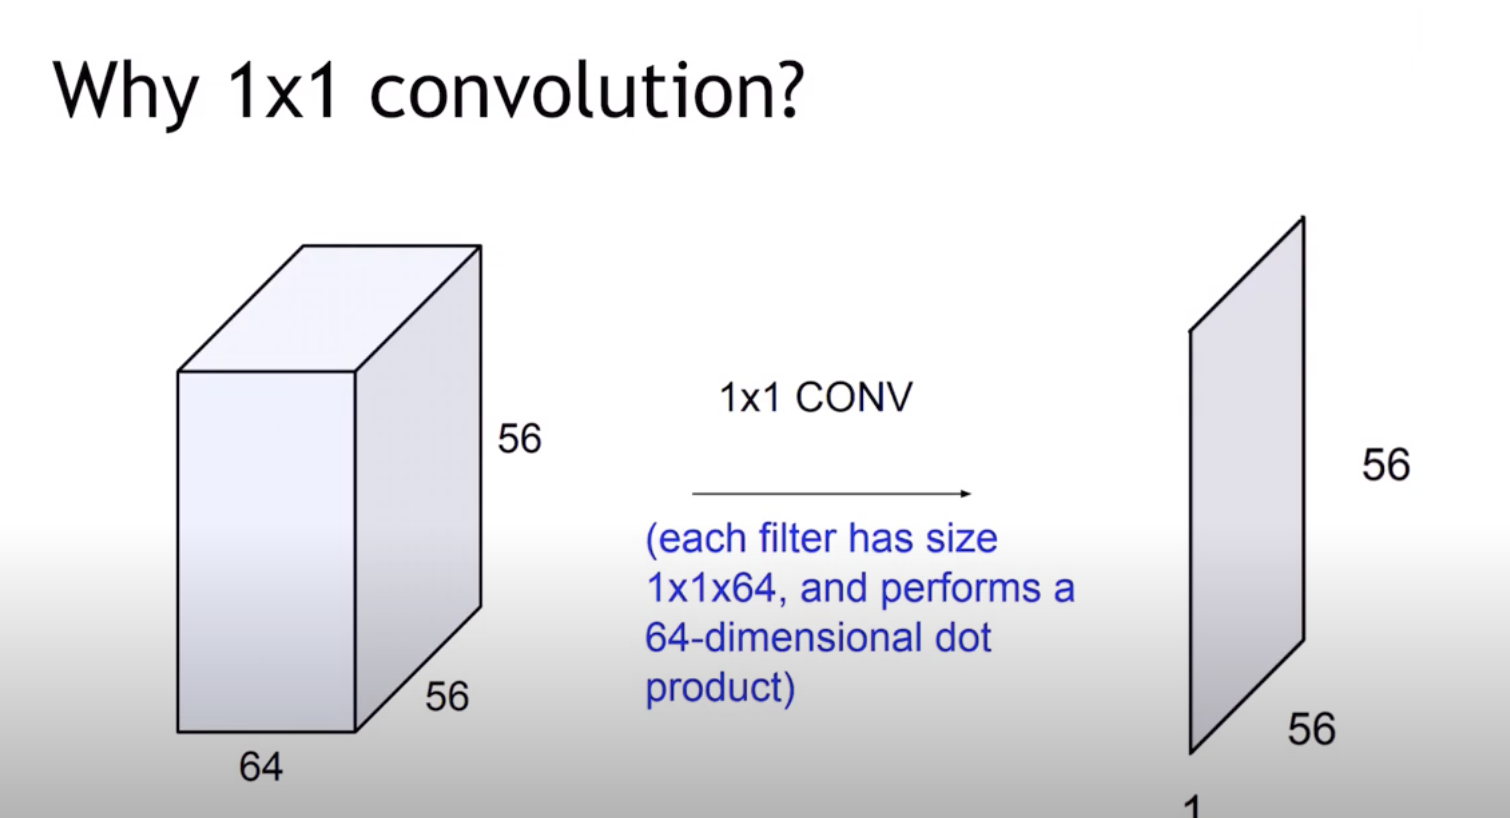 Why 1x1 convolution?
56
56
64
1x1 CONV
(each filter has size
1x1x64, and performs a
64-dimensional dot
product)
56
56
1